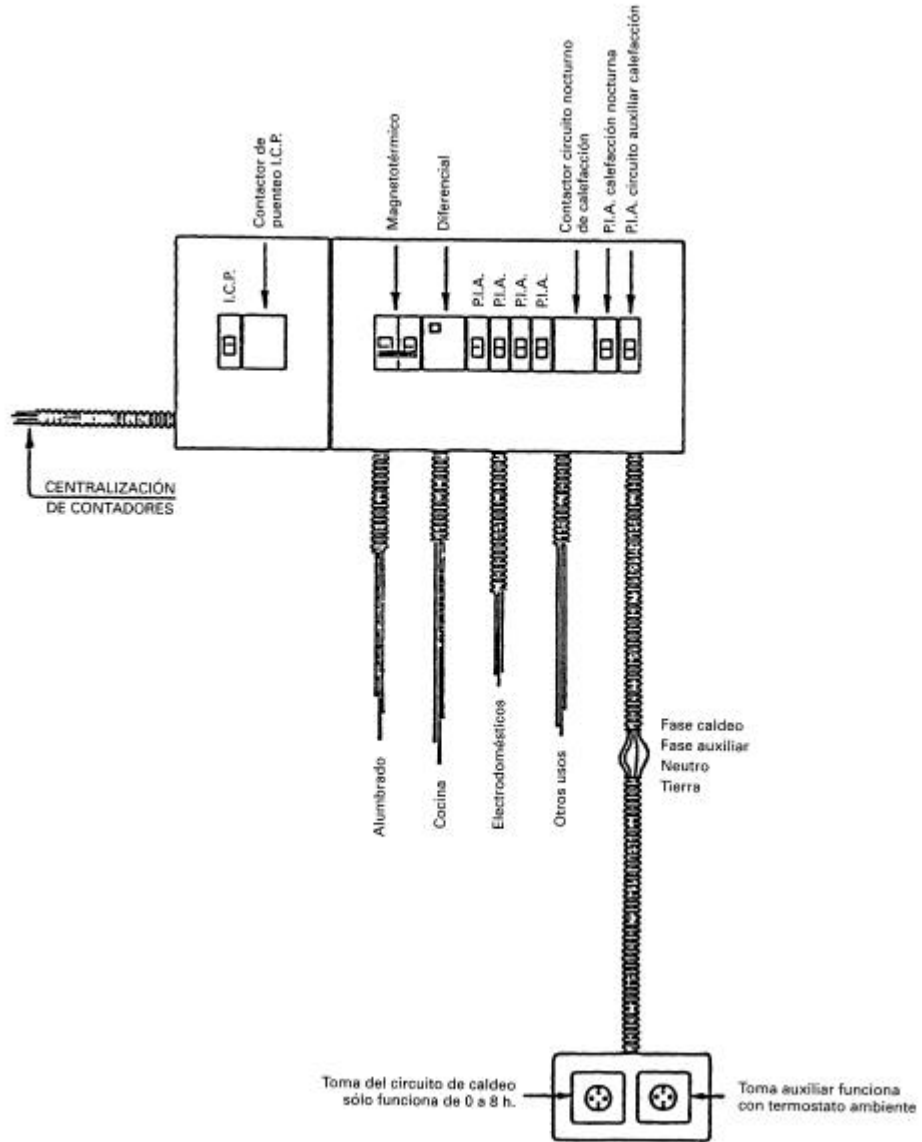 Contactor de
puenteo I.C.P.
I.C.P.
Magnetotérmico
Diferencial
P.I.A.
P.I.A.
P.I.A.
P.I.A.
Contactor circuito nocturno
de calefacción
P.I.A. calefacción nocturna
P.I.A. circuito auxiliar calefacción
CENTRALIZACIÓN
DE CONTADORES
Alumbrado
Cocina
Electrodomésticos
Otros usos
Fase caldeo
Fase auxiliar
Neutro
Tierra
Toma del circuito de caldeo
sólo funciona de 0 a 8 h.
Toma auxiliar funciona
con termostato ambiente